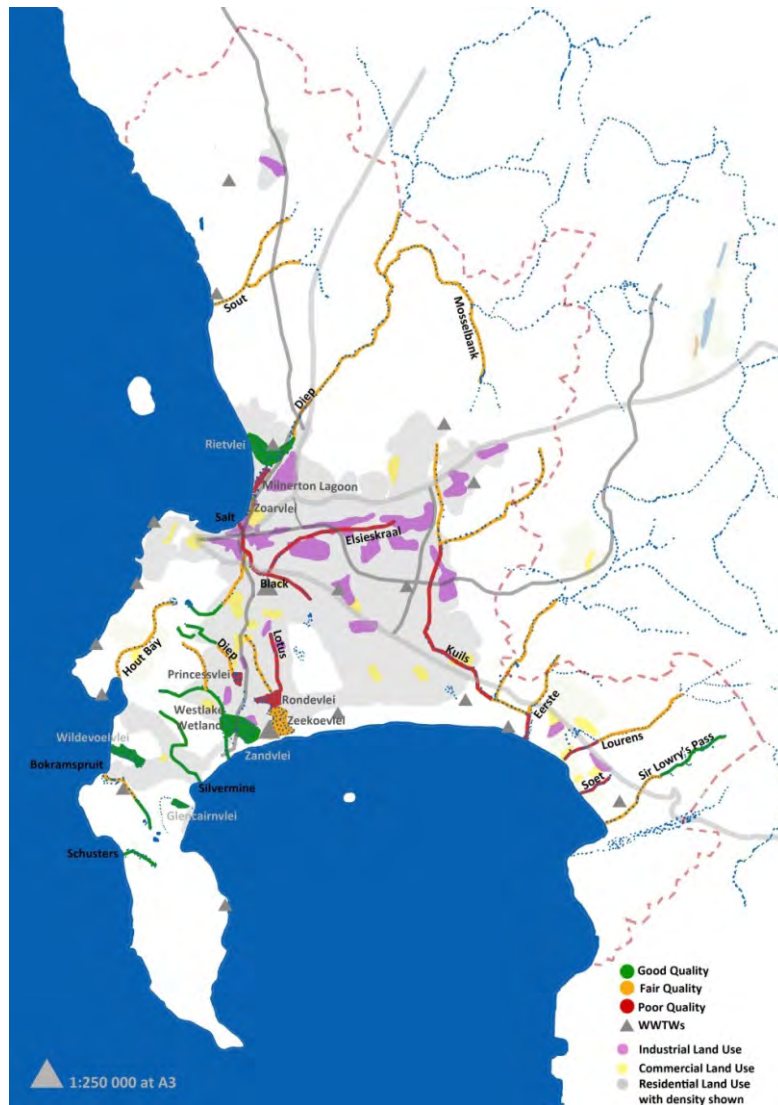 Sout
Mosselbank
Diep
Rietvlei
Milnerton Lagoon
Zoarvlei
Salt
Elsieskraal
Black
Hout Bay
Diep
Lotus
Kuils
Princessvlei
Rondevlei
Westlake
Wetland
Zeekoevlei
Eerste
Wildevoelvlei
Zandvlei
Lourens
Sir Lowry's Pass
Bokramspruit
Silvermine
Soet
Glencairnvlei
Schusters
Good Quality
Fair Quality
Poor Quality
WWTWs
Industrial Land Use
Commercial Land Use
Residential Land Use
with density shown
1:250 000 at A3